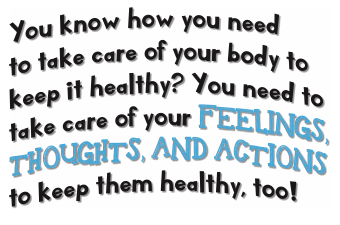 You know how you need
to take care of your body to
keep it healthy? You need to
take care of your FEELINGS,
THOUGHTS, AND ACTIONS
to keep them healthy, too!